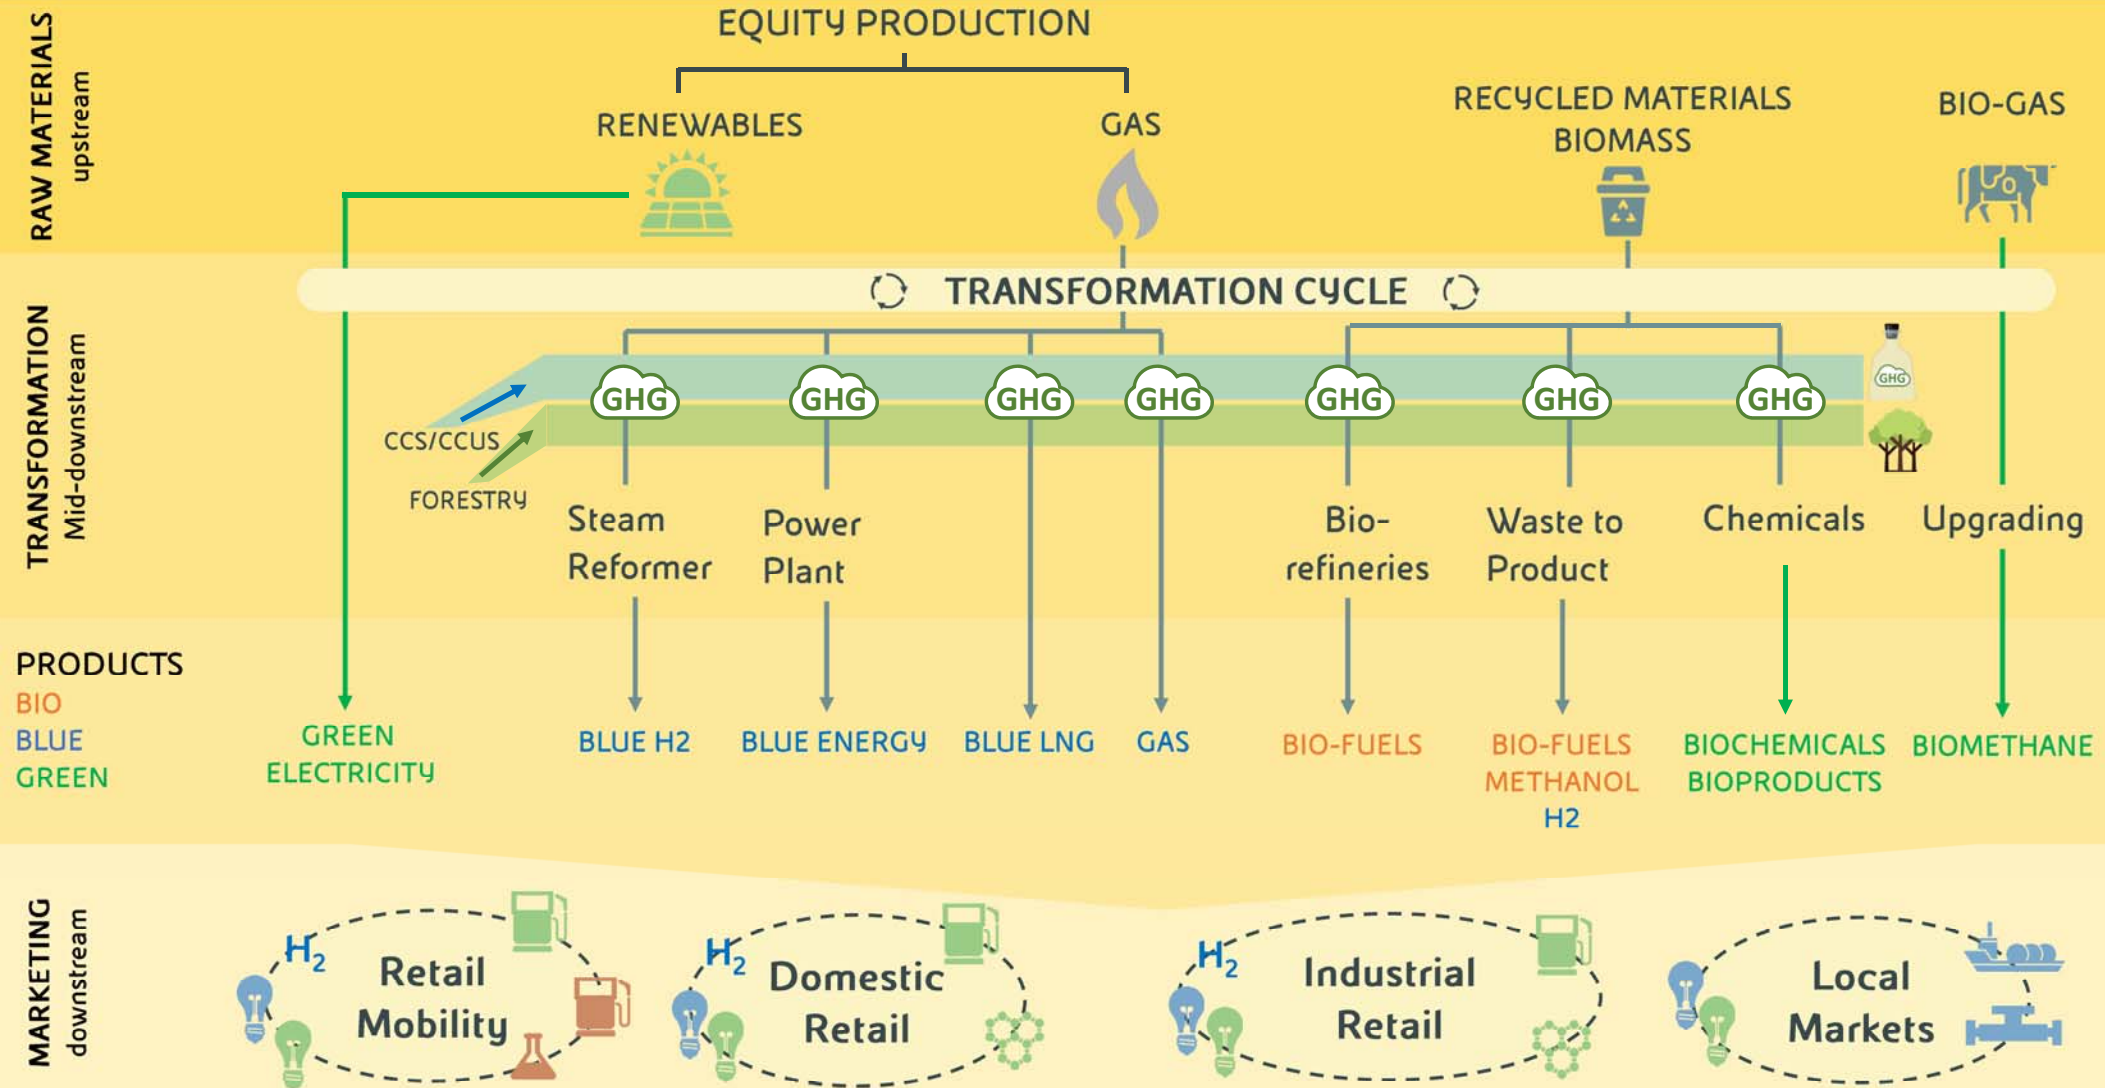 EQUITY PRODUCTION
RAW MATERIALS
upstream
RENEWABLES
GAS
RECYCLED MATERIALS
BIOMASS
BIO-GAS
TRANSFORMATION CYCLE
TRANSFORMATION
Mid-downstream
GHG
GHG
GHG
GHG
GHG
GHG
GHG
GHG
CCS/CCUS
FORESTRY
Steam
Reformer
Power
Plant
Bio-
refineries
Waste to
Product
Chemicals
Upgrading
PRODUCTS
BIO
BLUE
GREEN
GREEN
ELECTRICITY
BLUE H2
BLUE ENERGY
BLUE LNG
GAS
BIO-FUELS
BIO-FUELS
METHANOL
H2
BIOCHEMICALS
BIOPRODUCTS
BIOMETHANE
MARKETING
downstream
H2
Retail
Mobility
H2
Domestic
Retail
H2
Industrial
Retail
Local
Markets